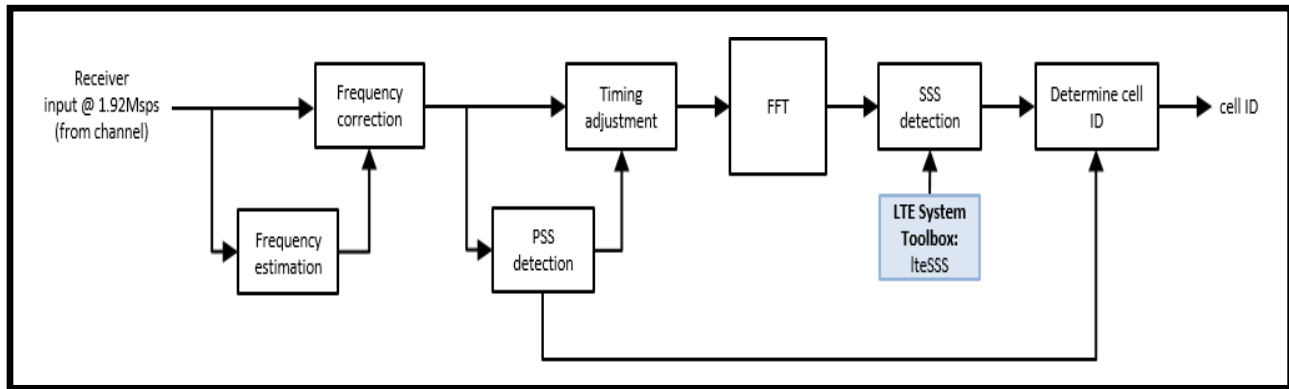 Receiver
input @ 1.92Msps
(from channel)
Frequency
correction
Frequency
estimation
Timing
adjustment
PSS
detection
FFT
SSS
detection
LTE System
Toolbox:
lteSSS
Determine cell
ID
cell ID